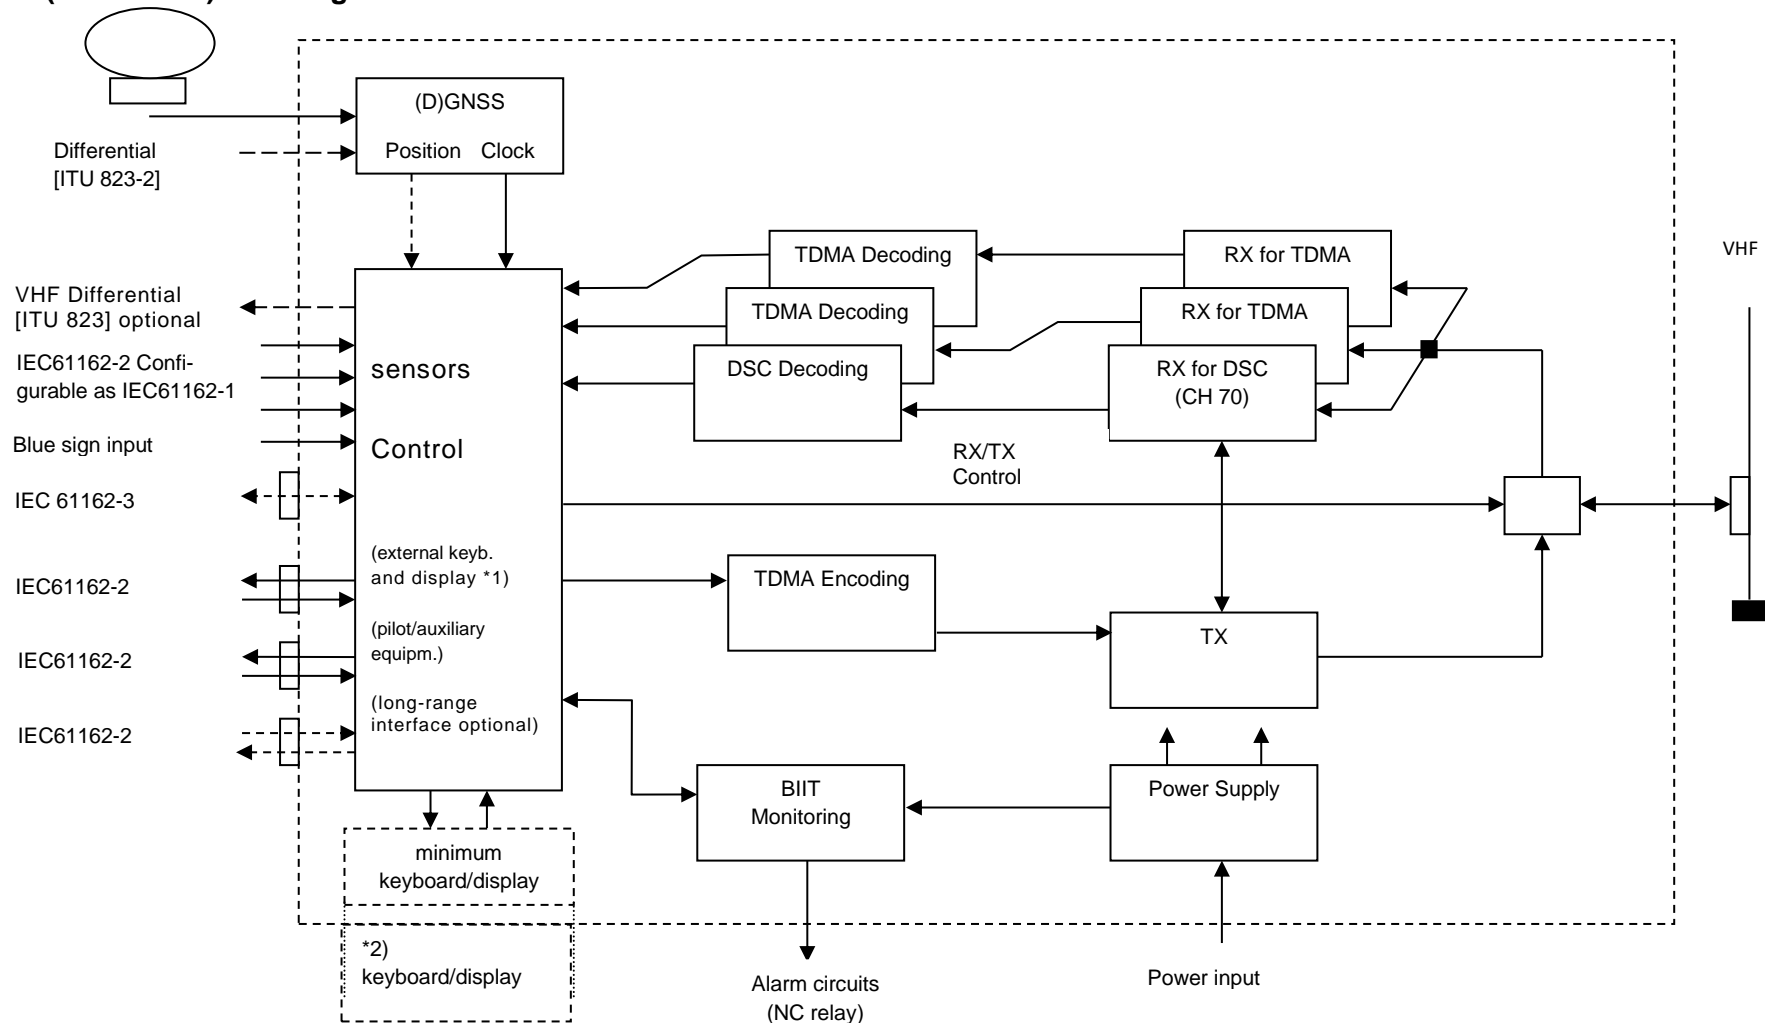 (D)GNSS
Position Clock
Differential
[ITU 823-2]
VHF Differential
[ITU 823] optional
IEC61162-2 Confi-
gurable as IEC61162-1
Blue sign input
IEC 61162-3
IEC61162-2
IEC61162-2
IEC61162-2
sensors
Control
(external keyb.
and display *1)
(pilot/auxiliary
equipm.)
(long-range
interface optional)
TDMA Decoding
TDMA Decoding
DSC Decoding
RX for TDMA
RX for TDMA
RX for DSC
(CH 70)
VHF
RX/TX
Control
TDMA Encoding
TX
BIIT
Monitoring
Power Supply
minimum
keyboard/display
*2)
keyboard/display
Alarm circuits
(NC relay)
Power input